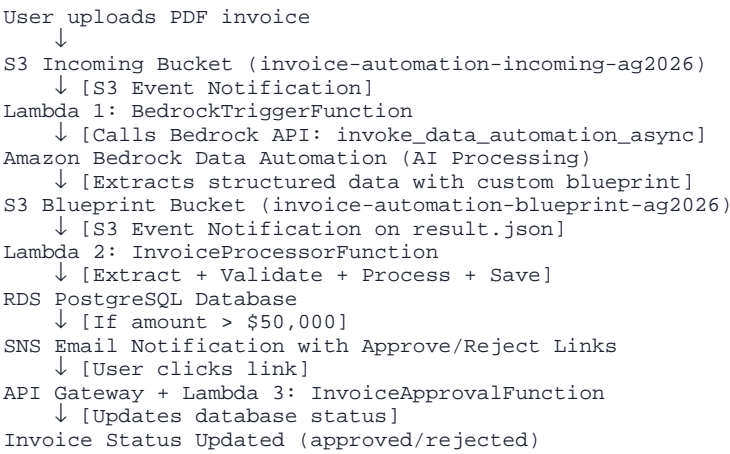 User uploads PDF invoice
↓
S3 Incoming Bucket (invoice-automation-incoming-ag2026)
↓ [S3 Event Notification]
Lambda 1: BedrockTriggerFunction
↓ [Calls Bedrock API: invoke_data_automation_async]
Amazon Bedrock Data Automation (AI Processing)
↓ [Extracts structured data with custom blueprint]
S3 Blueprint Bucket (invoice-automation-blueprint-ag2026)
↓ [S3 Event Notification on result.json]
Lambda 2: InvoiceProcessorFunction
↓ [Extract + Validate + Process + Save]
RDS PostgreSQL Database
↓ [If amount > $50,000]
SNS Email Notification with Approve/Reject Links
↓ [User clicks link]
API Gateway + Lambda 3: InvoiceApprovalFunction
↓ [Updates database status]
Invoice Status Updated (approved/rejected)